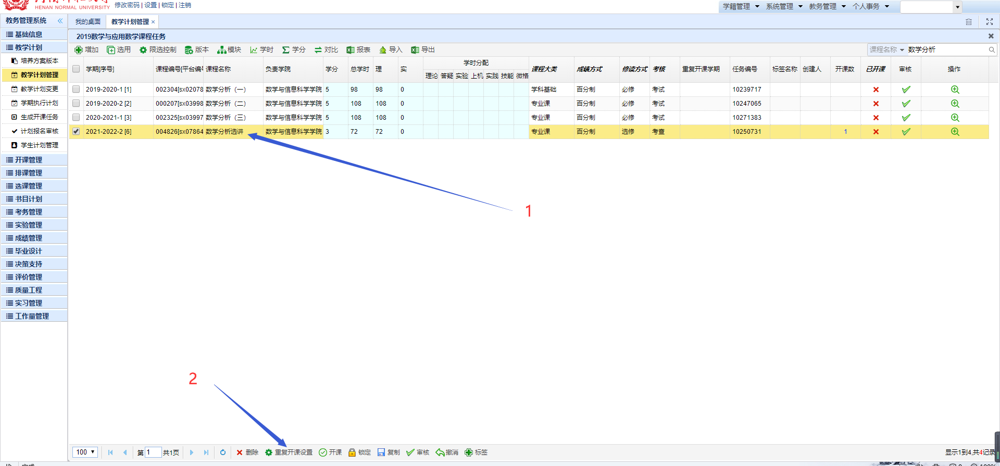 HENAN NORMAL UNIVERSITY
修改密码 | 设置 | 锁定 | 注销
学籍管理 系统管理 教务管理 个人事务
教务管理系统
我的桌面 教学计划管理
2019数学与应用数学课程任务
增加 选用 限选控制 版本 模块 学时 学分 对比 报表 导入 导出
课程名称 数学分析
学期[序号] 课程编号[平台编号 课程名称 负责学院 学分 总学时 理 实 学时分配 课程大类 成绩方式 修读方式 考核 重复开课学期 任务编号 标签名称 创建人 开课数 已开课 审核 操作
理论 答疑 实验 上机 实践 技能 微格
2019-2020-1 [1] 002304[sx02078 数学分析（一） 数学与信息科学学院 5 98 98 0 学科基础 百分制 必修 考试 10239717
2019-2020-2 [2] 000207[sx03998 数学分析（二） 数学与信息科学学院 5 108 108 0 专业课 百分制 必修 考试 10247065
2020-2021-1 [3] 002325[sx03997 数学分析（三） 数学与信息科学学院 5 108 108 0 专业课 百分制 必修 考试 10271383
2021-2022-2 [6] 004826[sx07864 数学分析选讲 数学与信息科学学院 3 72 72 0 专业课 百分制 选修 考查 10250731 1
基础信息
教学计划
培养方案版本
教学计划管理
教学计划变更
学期执行计划
生成开课任务
计划报名审核
学生计划管理
开课管理
排课管理
选课管理
书目计划
考务管理
实验管理
成绩管理
毕业设计
决策支持
评价管理
质量工程
实习管理
工作量管理
1
2
100 第 1 共1页 删除 重复开课设置 开课 锁定 复制 审核 撤消 标签
显示1到4,共4记录